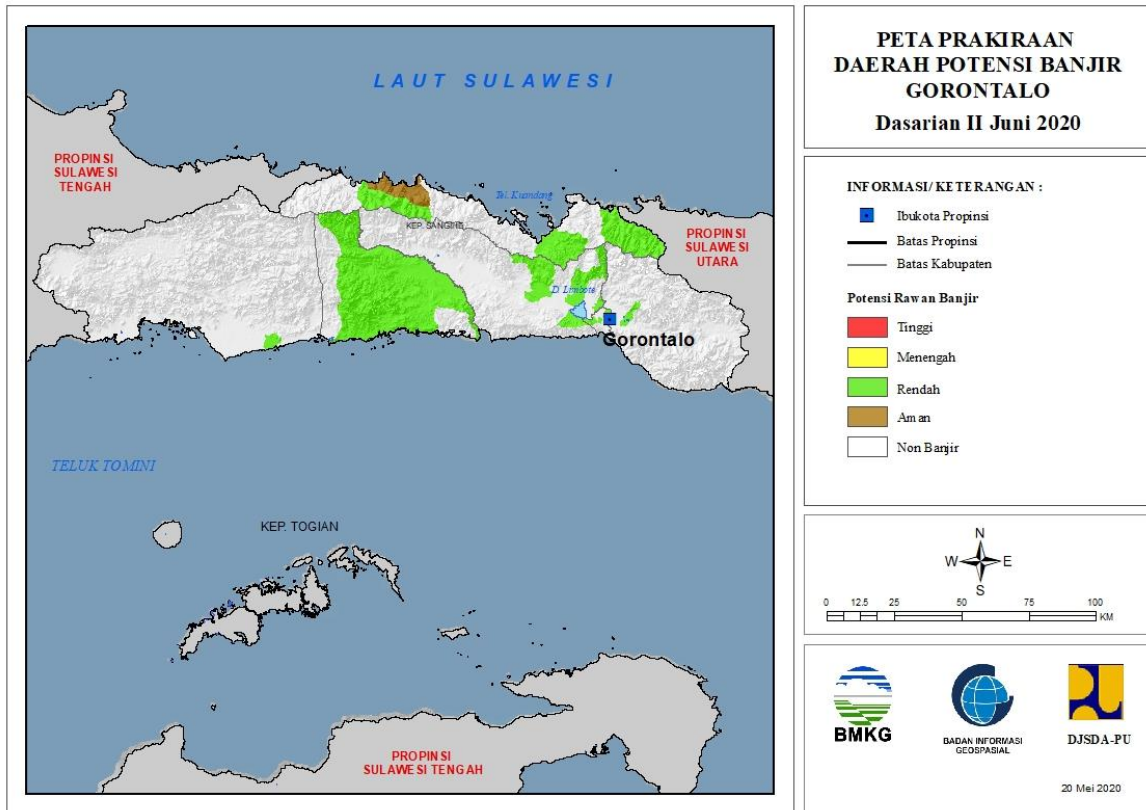 LAUT SULAWESI
PROPINSI
SULAWESI
TENGAH
Tel. Kuandang
KEP. SANGIHE
PROPINSI
SULAWESI
UTARA
D. Limboto
Gorontalo
TELUK TOMINI
KEP. TOGIAN
PROPINSI
SULAWESI TENGAH
PETA PRAKIRAAN
DAERAH POTENSI BANJIR
GORONTALO
Dasarian II Juni 2020
INFORMASI/ KETERANGAN :
Ibukota Propinsi
Batas Propinsi
Batas Kabupaten
Potensi Rawan Banjir
Tinggi
Menengah
Rendah
Aman
Non Banjir
N
W E
S
0 12.5 25 50 75 100
KM
BMKG
BADAN INFORMASI
GEOSPASIAL
DJSDA-PU
20 Mei 2020